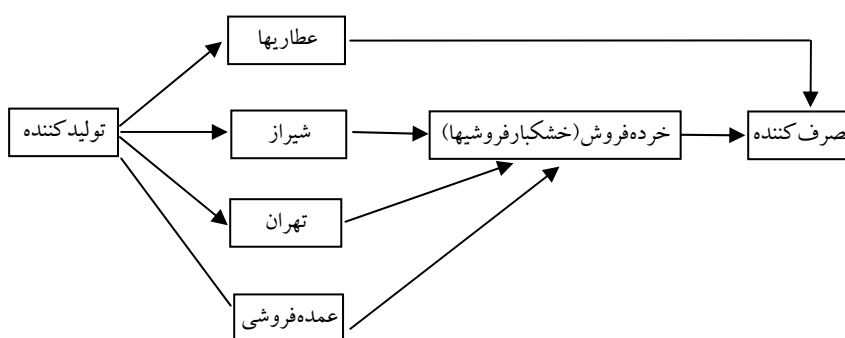 عطاریها
تولیدکننده
شیراز
خرده‌فروش(خشکبارفروشیها)
صرف‌کننده
تهران
عمده‌فروشی